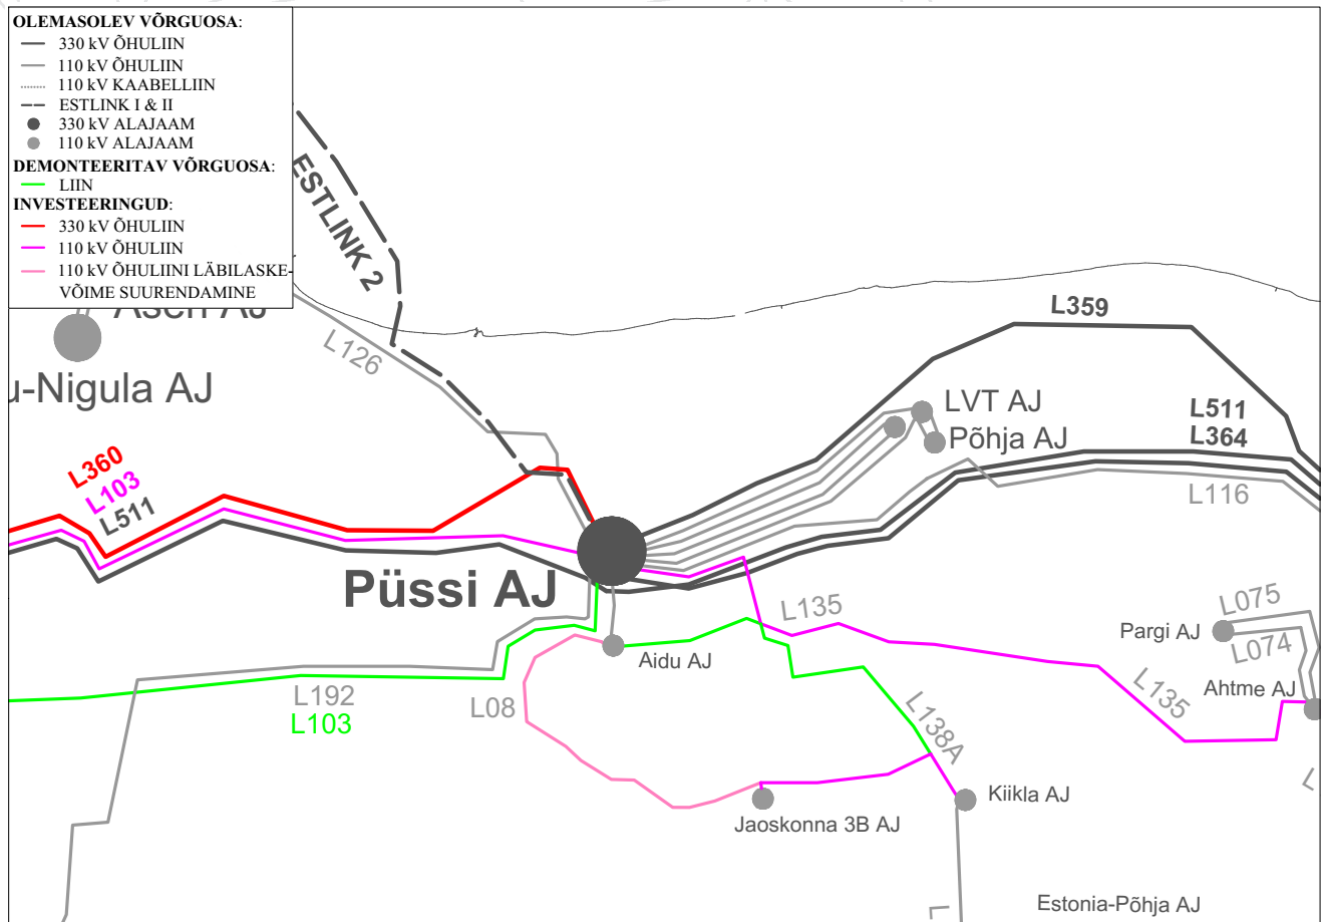 OLEMASOLEV VÕRGUOSA:
330 kV ÕHULIIN
110 kV ÕHULIIN
110 kV KAABELLIIN
ESTLINK I & II
330 kV ALAJAAM
110 kV ALAJAAM
DEMONTEERITAV VÕRGUOSA:
LIIN
INVESTEERINGUD:
330 kV ÕHULIIN
110 kV ÕHULIIN
110 kV ÕHULIINI LÄBILASKE-
VÕIME SUURENDAMINE
ESTLINK 2
L126
L359
u-Nigula AJ
LVT AJ
L511
L364
Põhja AJ
L360
L103
L511
L116
Püssi AJ
L135
L075
Pargi AJ
L074
Aidu AJ
L135
Ahtme AJ
L192
L103
L08
L138A
Kiikla AJ
Jaoskonna 3B AJ
Estonia-Põhja AJ